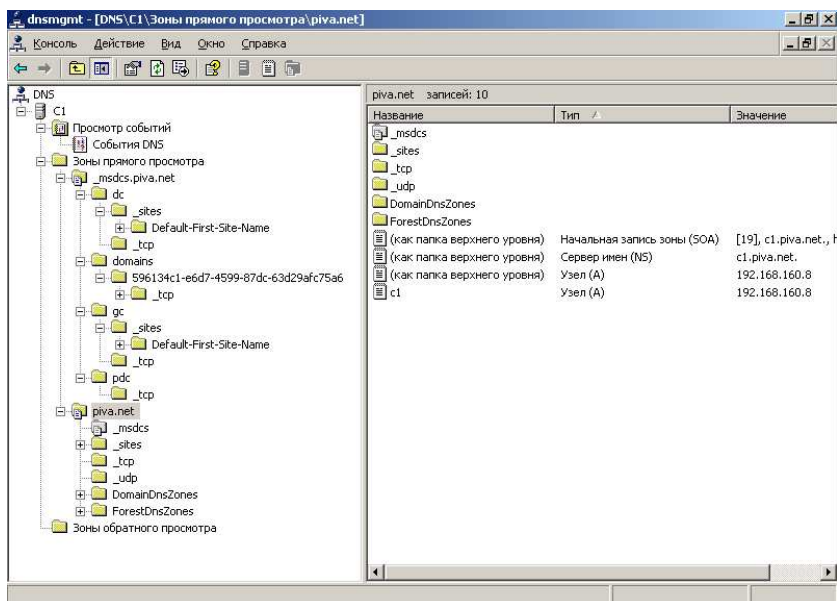 dnsmgmt - [DNS\C1\Зоны прямого просмотра\piva.net]
Консоль Действие Вид Окно Справка
DNS
C1
Просмотр событий
События DNS
Зоны прямого просмотра
_msdcs.piva.net
dc
_sites
Default-First-Site-Name
_tcp
domains
596134c1-e6d7-4599-87dc-63d29afc75a6
_tcp
gc
_sites
Default-First-Site-Name
_tcp
pdc
_tcp
piva.net
_msdcs
_sites
_tcp
_udp
DomainDnsZones
ForestDnsZones
Зоны обратного просмотра
piva.net записей: 10
Название Тип Значение
_msdcs
_sites
_tcp
_udp
DomainDnsZones
ForestDnsZones
(как папка верхнего уровня) Начальная запись зоны (SOA) [19], c1.piva.net.,
(как папка верхнего уровня) Сервер имен (NS) c1.piva.net.
(как папка верхнего уровня) Узел (A) 192.168.160.8
c1 Узел (A) 192.168.160.8